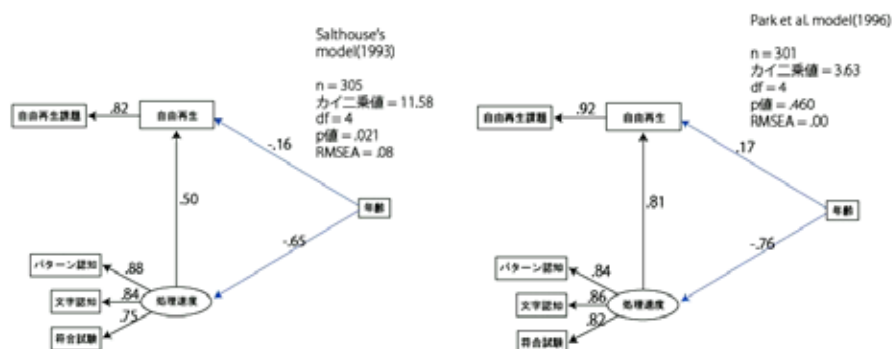 Salthouse's
model(1993)
n = 305
カイ二乗値 = 11.58
df = 4
p値 = .021
RMSEA = .08
自由再生課題
.82
自由再生
-.16
.50
年齢
-.65
パターン認知
.88
文字認知
.84
処理速度
.75
符合試験
Park et al. model(1996)
n = 301
カイ二乗値 = 3.63
df = 4
p値 = .460
RMSEA = .00
自由再生課題
.92
自由再生
.17
.81
年齢
-.76
パターン認知
.84
文字認知
.86
処理速度
.82
符合試験